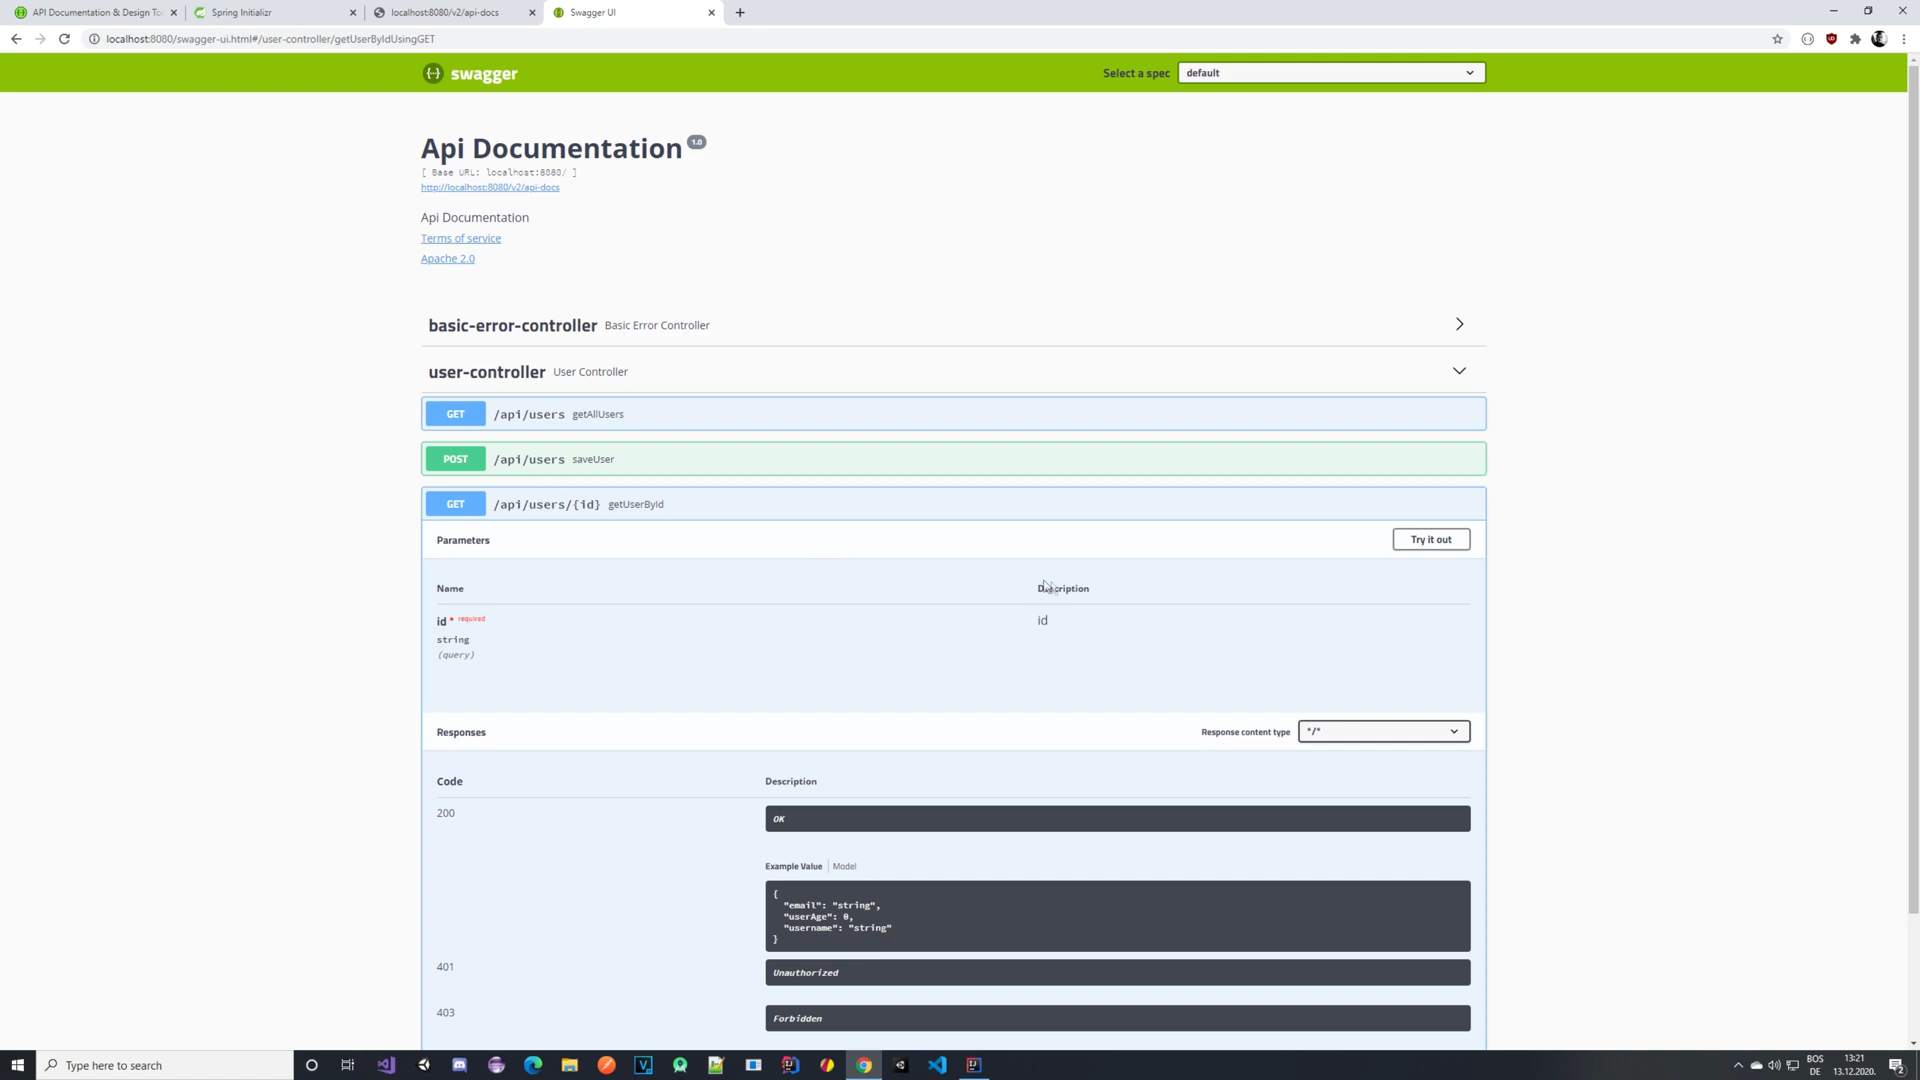 API Documentation & Design To
Spring Initializr
localhost:8080/v2/api-docs
Swagger UI
localhost:8080/swagger-ui.html#/user-controller/getUserByIdUsingGET
swagger
Select a spec
default
Api Documentation 1.0
[ Base URL: localhost:8080/ ]
http://localhost:8080/v2/api-docs
Api Documentation
Terms of service
Apache 2.0
basic-error-controller Basic Error Controller
user-controller User Controller
GET /api/users getAllUsers
POST /api/users saveUser
GET /api/users/{id} getUserById
Parameters
Try it out
Name
Description
id * required
id
string
(query)
Responses
Response content type
*/*
Code
Description
200
OK
Example Value | Model
{
"email": "string",
"userAge": 0,
"username": "string"
}
401
Unauthorized
403
Forbidden
Type here to search
BOS
DE
13:21
13.12.2020.
2